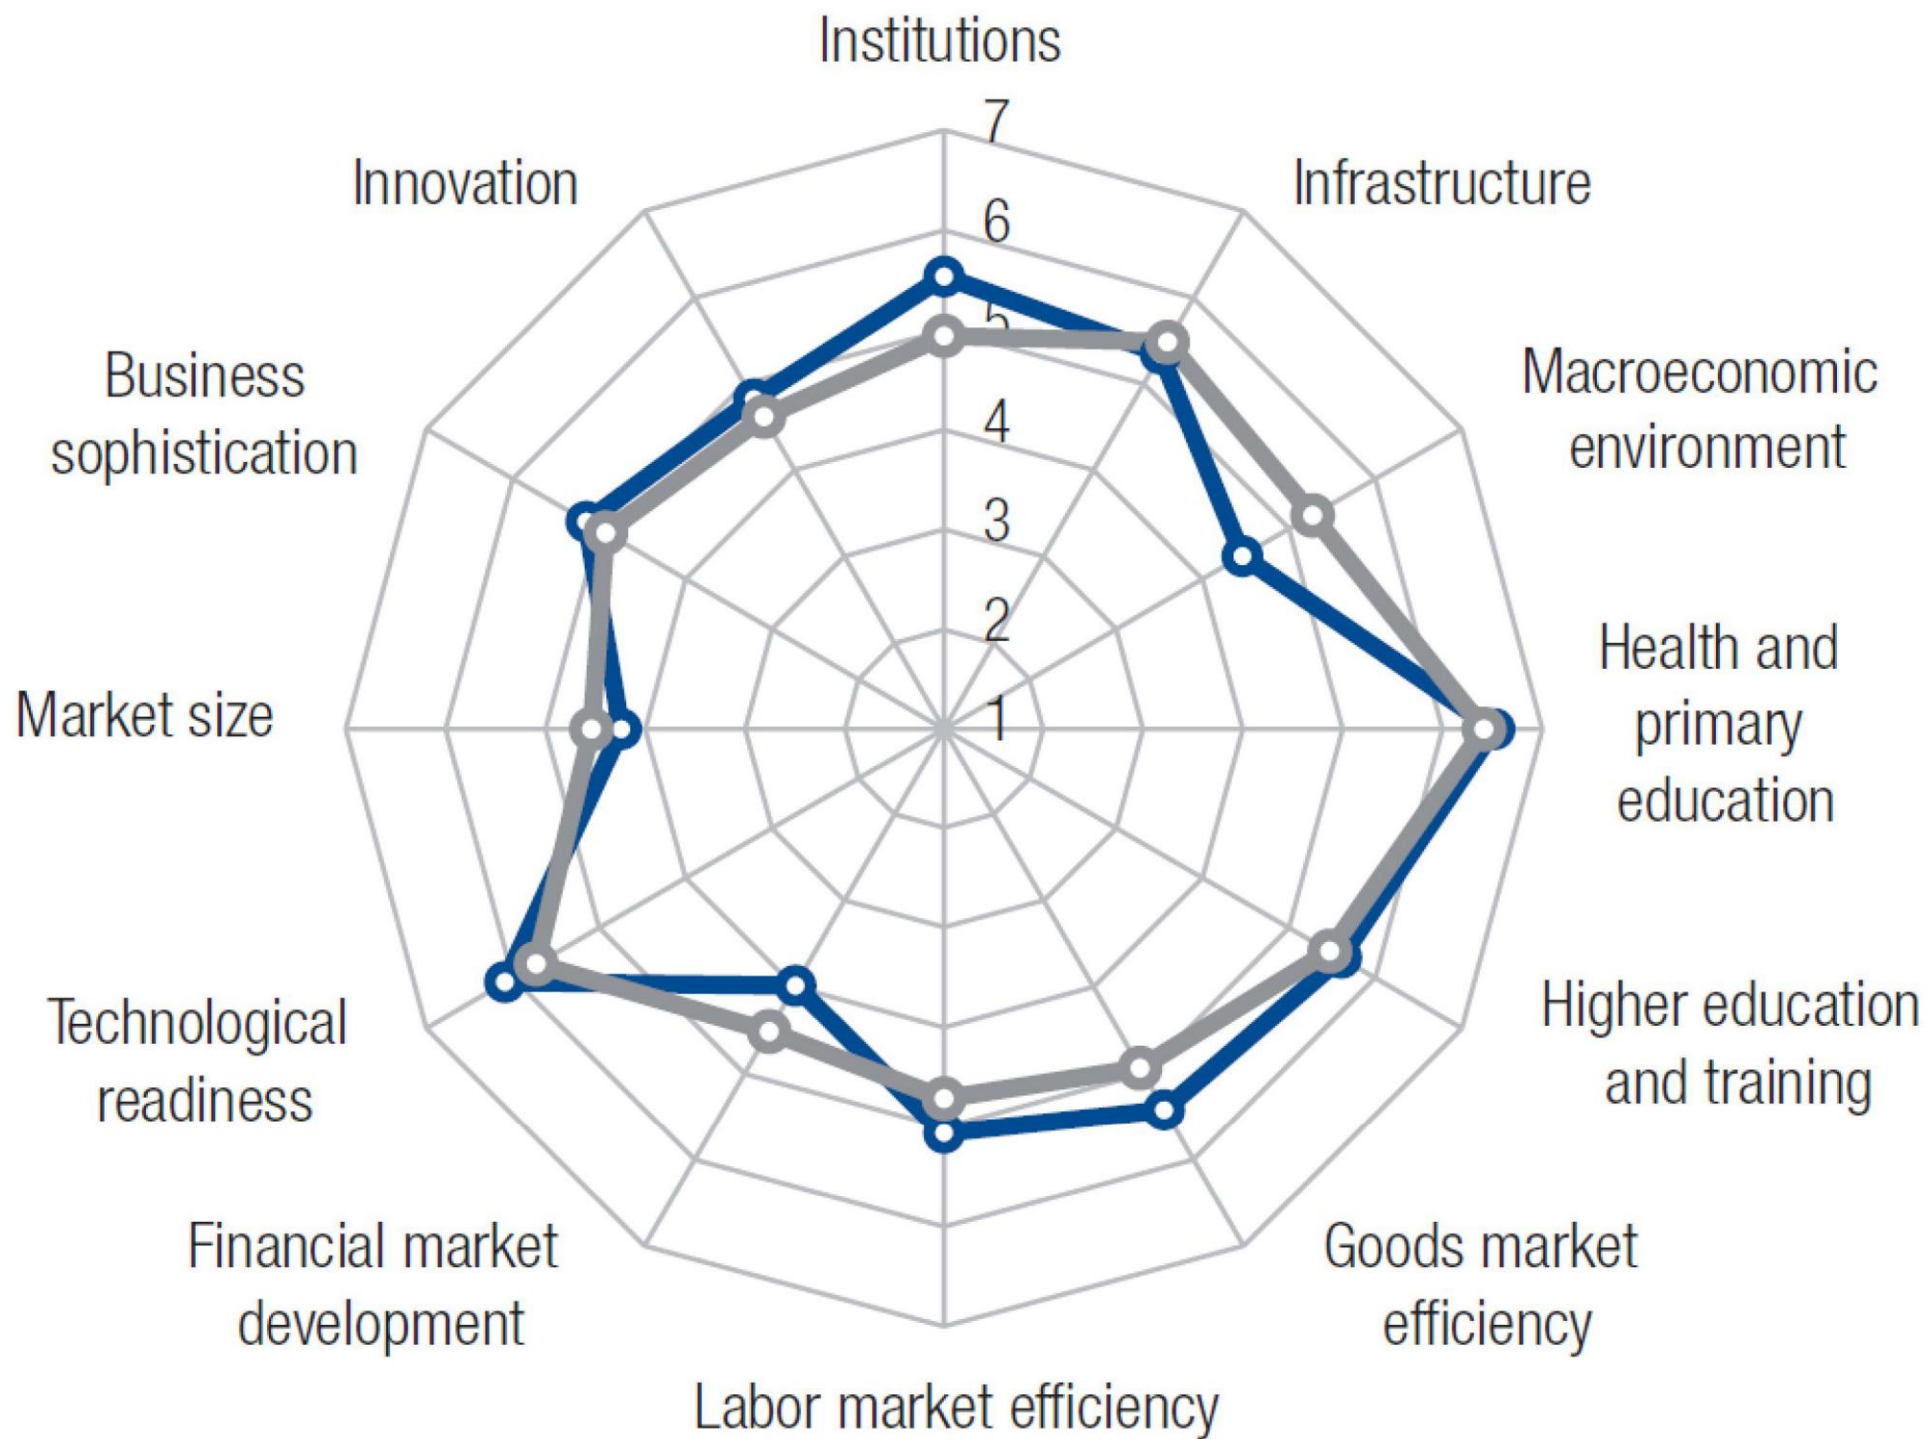 Institutions
7
Innovation
Infrastructure
6
5
Business
sophistication
Macroeconomic
environment
4
3
2
Health and
primary
education
Market size
1
Technological
readiness
Higher education
and training
Financial market
development
Goods market
efficiency
Labor market efficiency